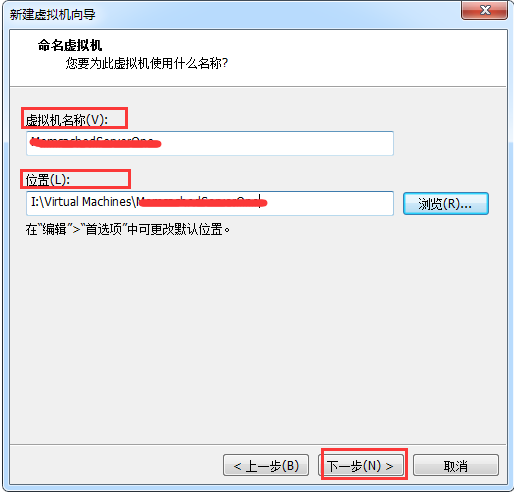 新建虚拟机向导
命名虚拟机
您要为此虚拟机使用什么名称?
虚拟机名称(V):
位置(L):
I:\Virtual Machines\
浏览(R)...
在"编辑">"首选项"中可更改默认位置。
< 上一步(B)
下一步(N) >
取消